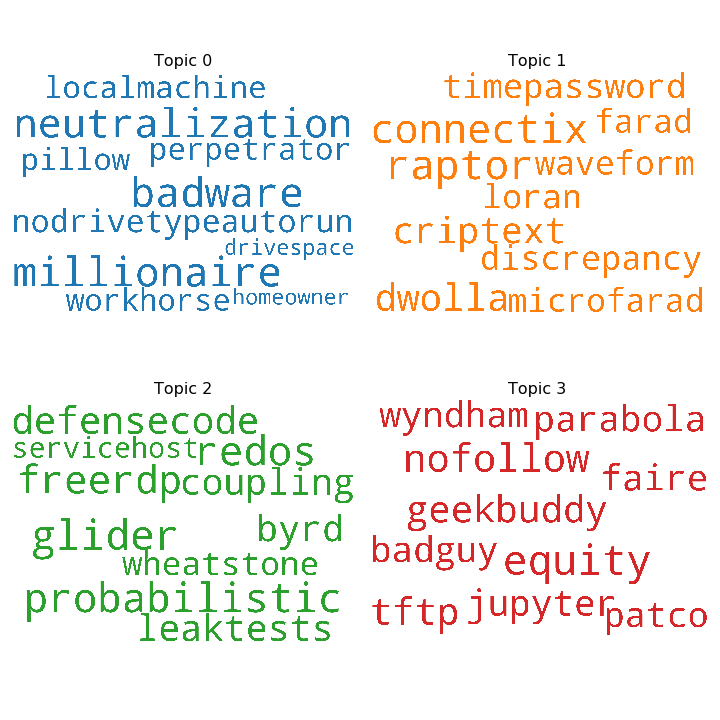 Topic 0
localmachine
neutralization
pillow perpetrator
badware
nodrivetypeautorun
drivespace
millionaire
workhorse homeowner
Topic 1
timepassword
connectix farad
raptor waveform
loran
criptext
discrepancy
dwolla microfarad
Topic 2
defensecode
servicehost redos
freerdp coupling
glider byrd
wheatstone
probabilistic
leaktests
Topic 3
wyndham parabola
nofollow faire
geekbuddy
badguy equity
tftp jupyter patco